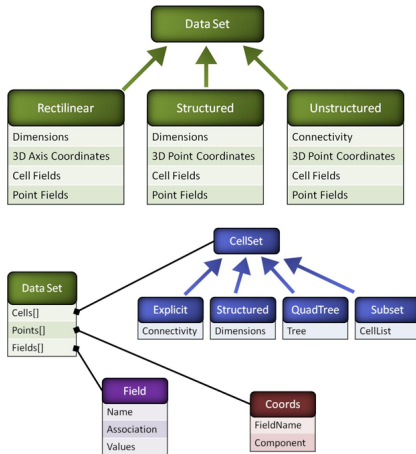 Data Set
Rectilinear
Dimensions
3D Axis Coordinates
Cell Fields
Point Fields
Structured
Dimensions
3D Point Coordinates
Cell Fields
Point Fields
Unstructured
Connectivity
3D Point Coordinates
Cell Fields
Point Fields
CellSet
Data Set
Cells[]
Points[]
Fields[]
Explicit
Connectivity
Structured
Dimensions
QuadTree
Tree
Subset
CellList
Field
Name
Association
Values
Coords
FieldName
Component